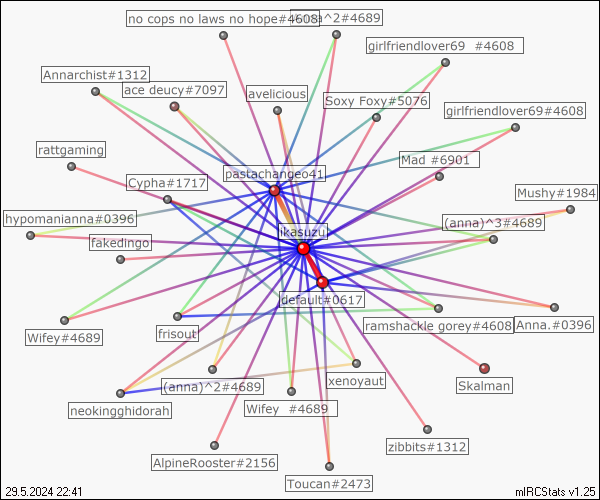 no cops no laws no hope#4608
^2#4689
girlfriendlover69  #4608
Annarchist#1312
ace deucy#7097
avelicious
Soxy Foxy#5076
girlfriendlover69#4608
rattgaming
pastachangeo41
Mad #6901
Cypha#1717
Mushy#1984
hypomanianna#0396
ikasuzu
(anna)^3#4689
fakedingo
default#0617
Wifey#4689
frisout
ramshackle gorey#4608
Anna.#0396
(anna)^2#4689
xenoyaut
Skalman
neokingghidorah
Wifey  #4689
zibbits#1312
AlpineRooster#2156
Toucan#2473
29.5.2024 22:41
mIRCStats v1.25